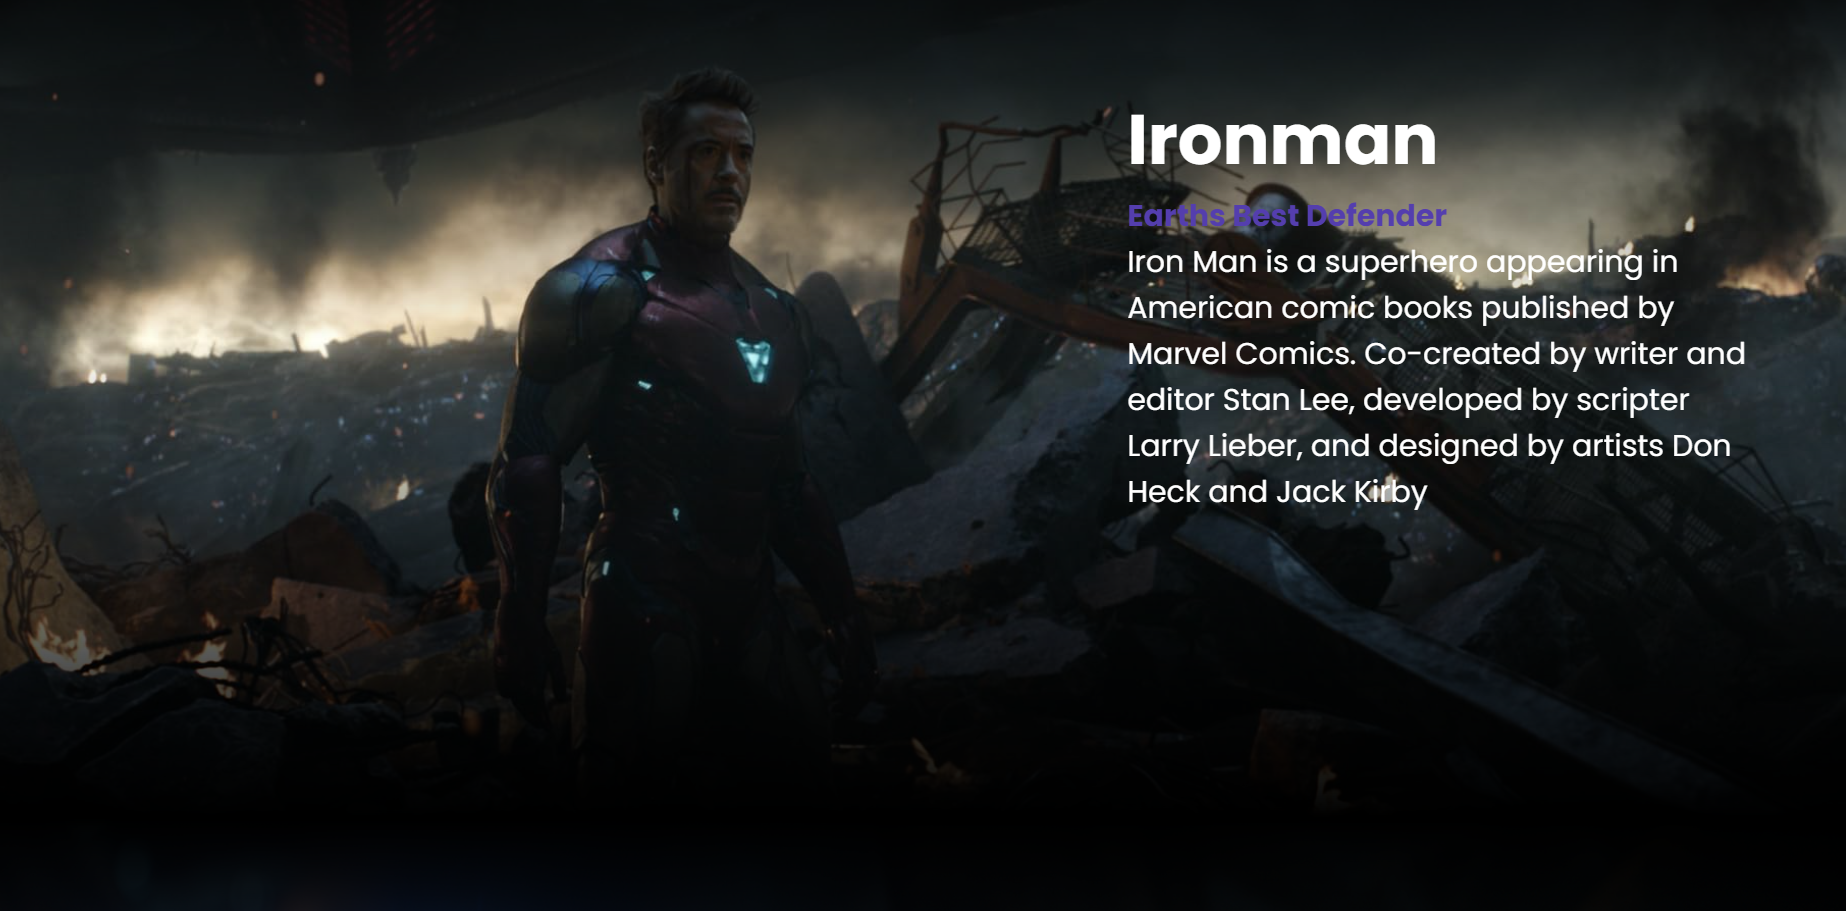 Ironman
Earths Best Defender
Iron Man is a superhero appearing in
American comic books published by
Marvel Comics. Co-created by writer and
editor Stan Lee, developed by scripter
Larry Lieber, and designed by artists Don
Heck and Jack Kirby